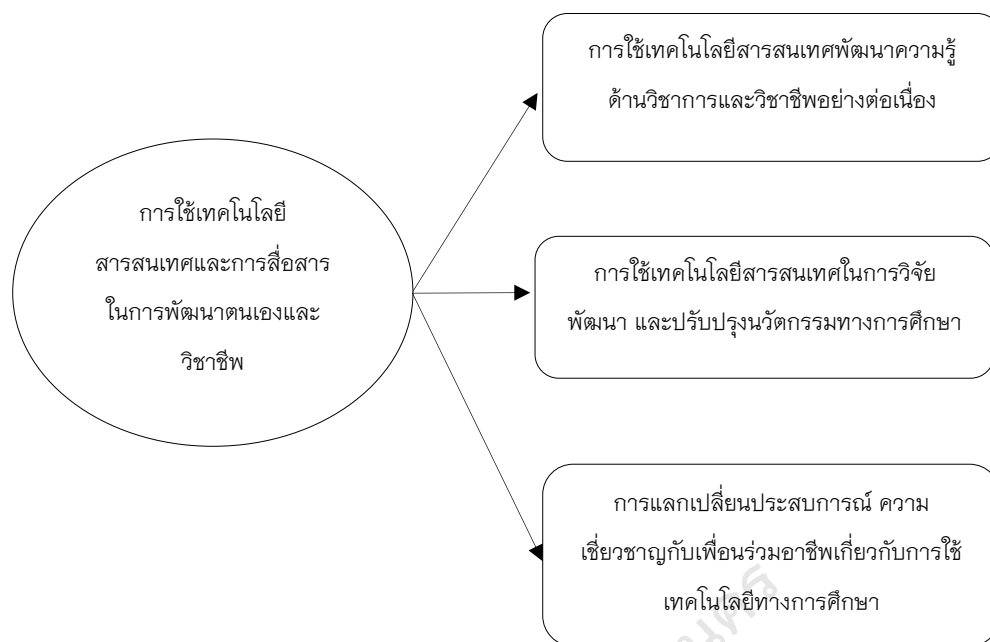 การใช้เทคโนโลยีสารสนเทศพัฒนาความรู้
ด้านวิชาการและวิชาชีพอย่างต่อเนื่อง
การใช้เทคโนโลยี
สารสนเทศและการสื่อสาร
ในการพัฒนาตนเองและ
วิชาชีพ
การใช้เทคโนโลยีสารสนเทศในการวิจัย
พัฒนา และปรับปรุงนวัตกรรมทางการศึกษา
การแลกเปลี่ยนประสบการณ์ ความ
เชี่ยวชาญกับเพื่อนร่วมอาชีพเกี่ยวกับการใช้
เทคโนโลยีทางการศึกษา